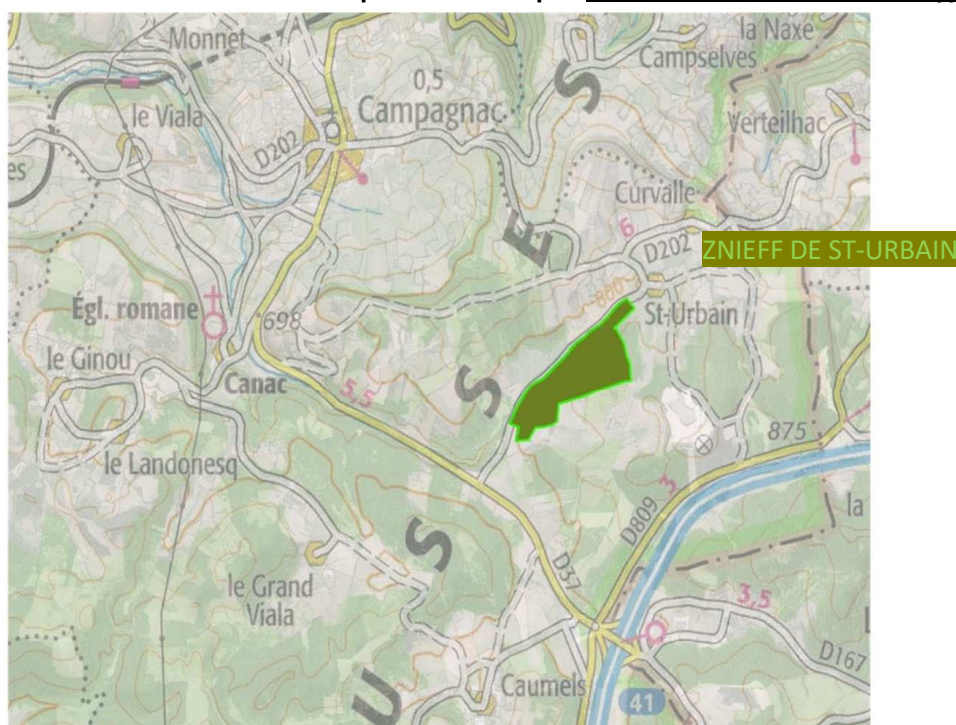 la Naxe
Monnet
Campselves
0,5
Campagnac
le Viala
Verteilhac
D202
es
S
Curvalle
E
6
D202
ZNIEFF DE ST-URBAIN
800
Égl. romane
698
St-Urbain
le Ginou
S
Canac
5,5
875
le Landonesq
3
la
D809
S
D37
le Grand
Viala
3,5
D167
U
Caumels
41